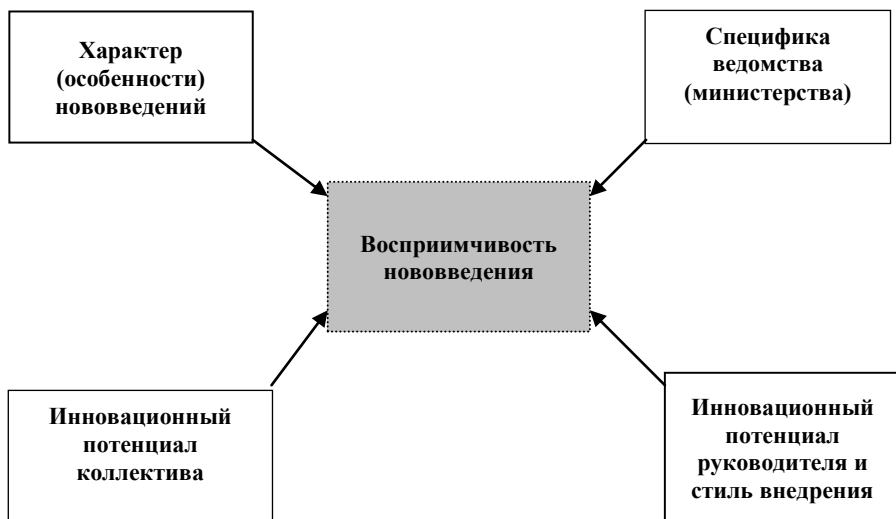 Характер
(особенности)
нововведений
Специфика
ведомства
(министерства)
Восприимчивость
нововведения
Инновационный
потенциал
коллектива
Инновационный
потенциал
руководителя и
стиль внедрения